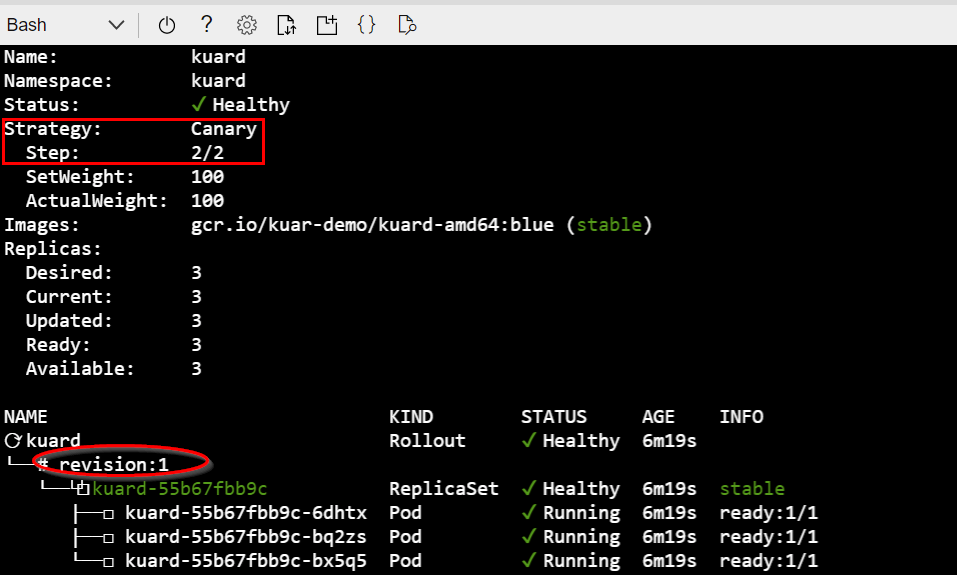 Bash ?  {}
Name: kuard
Namespace: kuard
Status: ✓ Healthy
Strategy: Canary
Step: 2/2
SetWeight: 100
ActualWeight: 100
Images: gcr.io/kuar-demo/kuard-amd64:blue (stable)
Replicas:
Desired: 3
Current: 3
Updated: 3
Ready: 3
Available: 3
NAME KIND STATUS AGE INFO
⟳ kuard Rollout ✓ Healthy 6m19s
└──# revision:1
└──⧉ kuard-55b67fbb9c ReplicaSet ✓ Healthy 6m19s stable
├──□ kuard-55b67fbb9c-6dhtx Pod ✓ Running 6m19s ready:1/1
├──□ kuard-55b67fbb9c-bq2zs Pod ✓ Running 6m19s ready:1/1
└──□ kuard-55b67fbb9c-bx5q5 Pod ✓ Running 6m19s ready:1/1